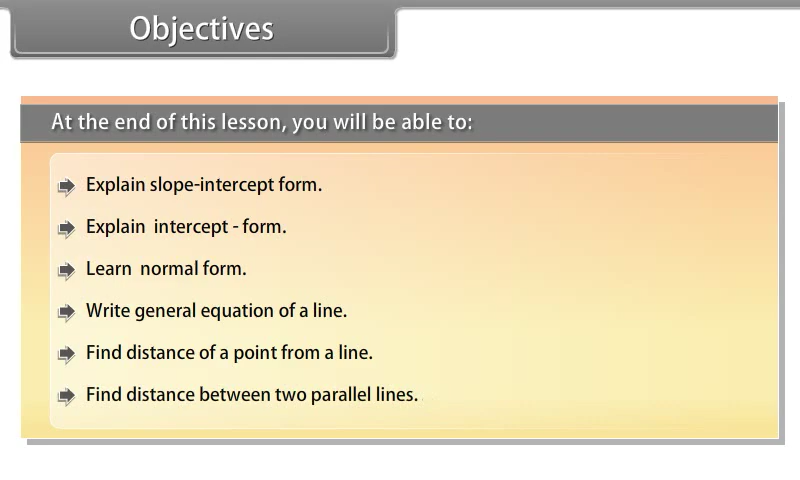 Objectives
At the end of this lesson, you will be able to:
Explain slope-intercept form.
Explain  intercept - form.
Learn  normal form.
Write general equation of a line.
Find distance of a point from a line.
Find distance between two parallel lines.